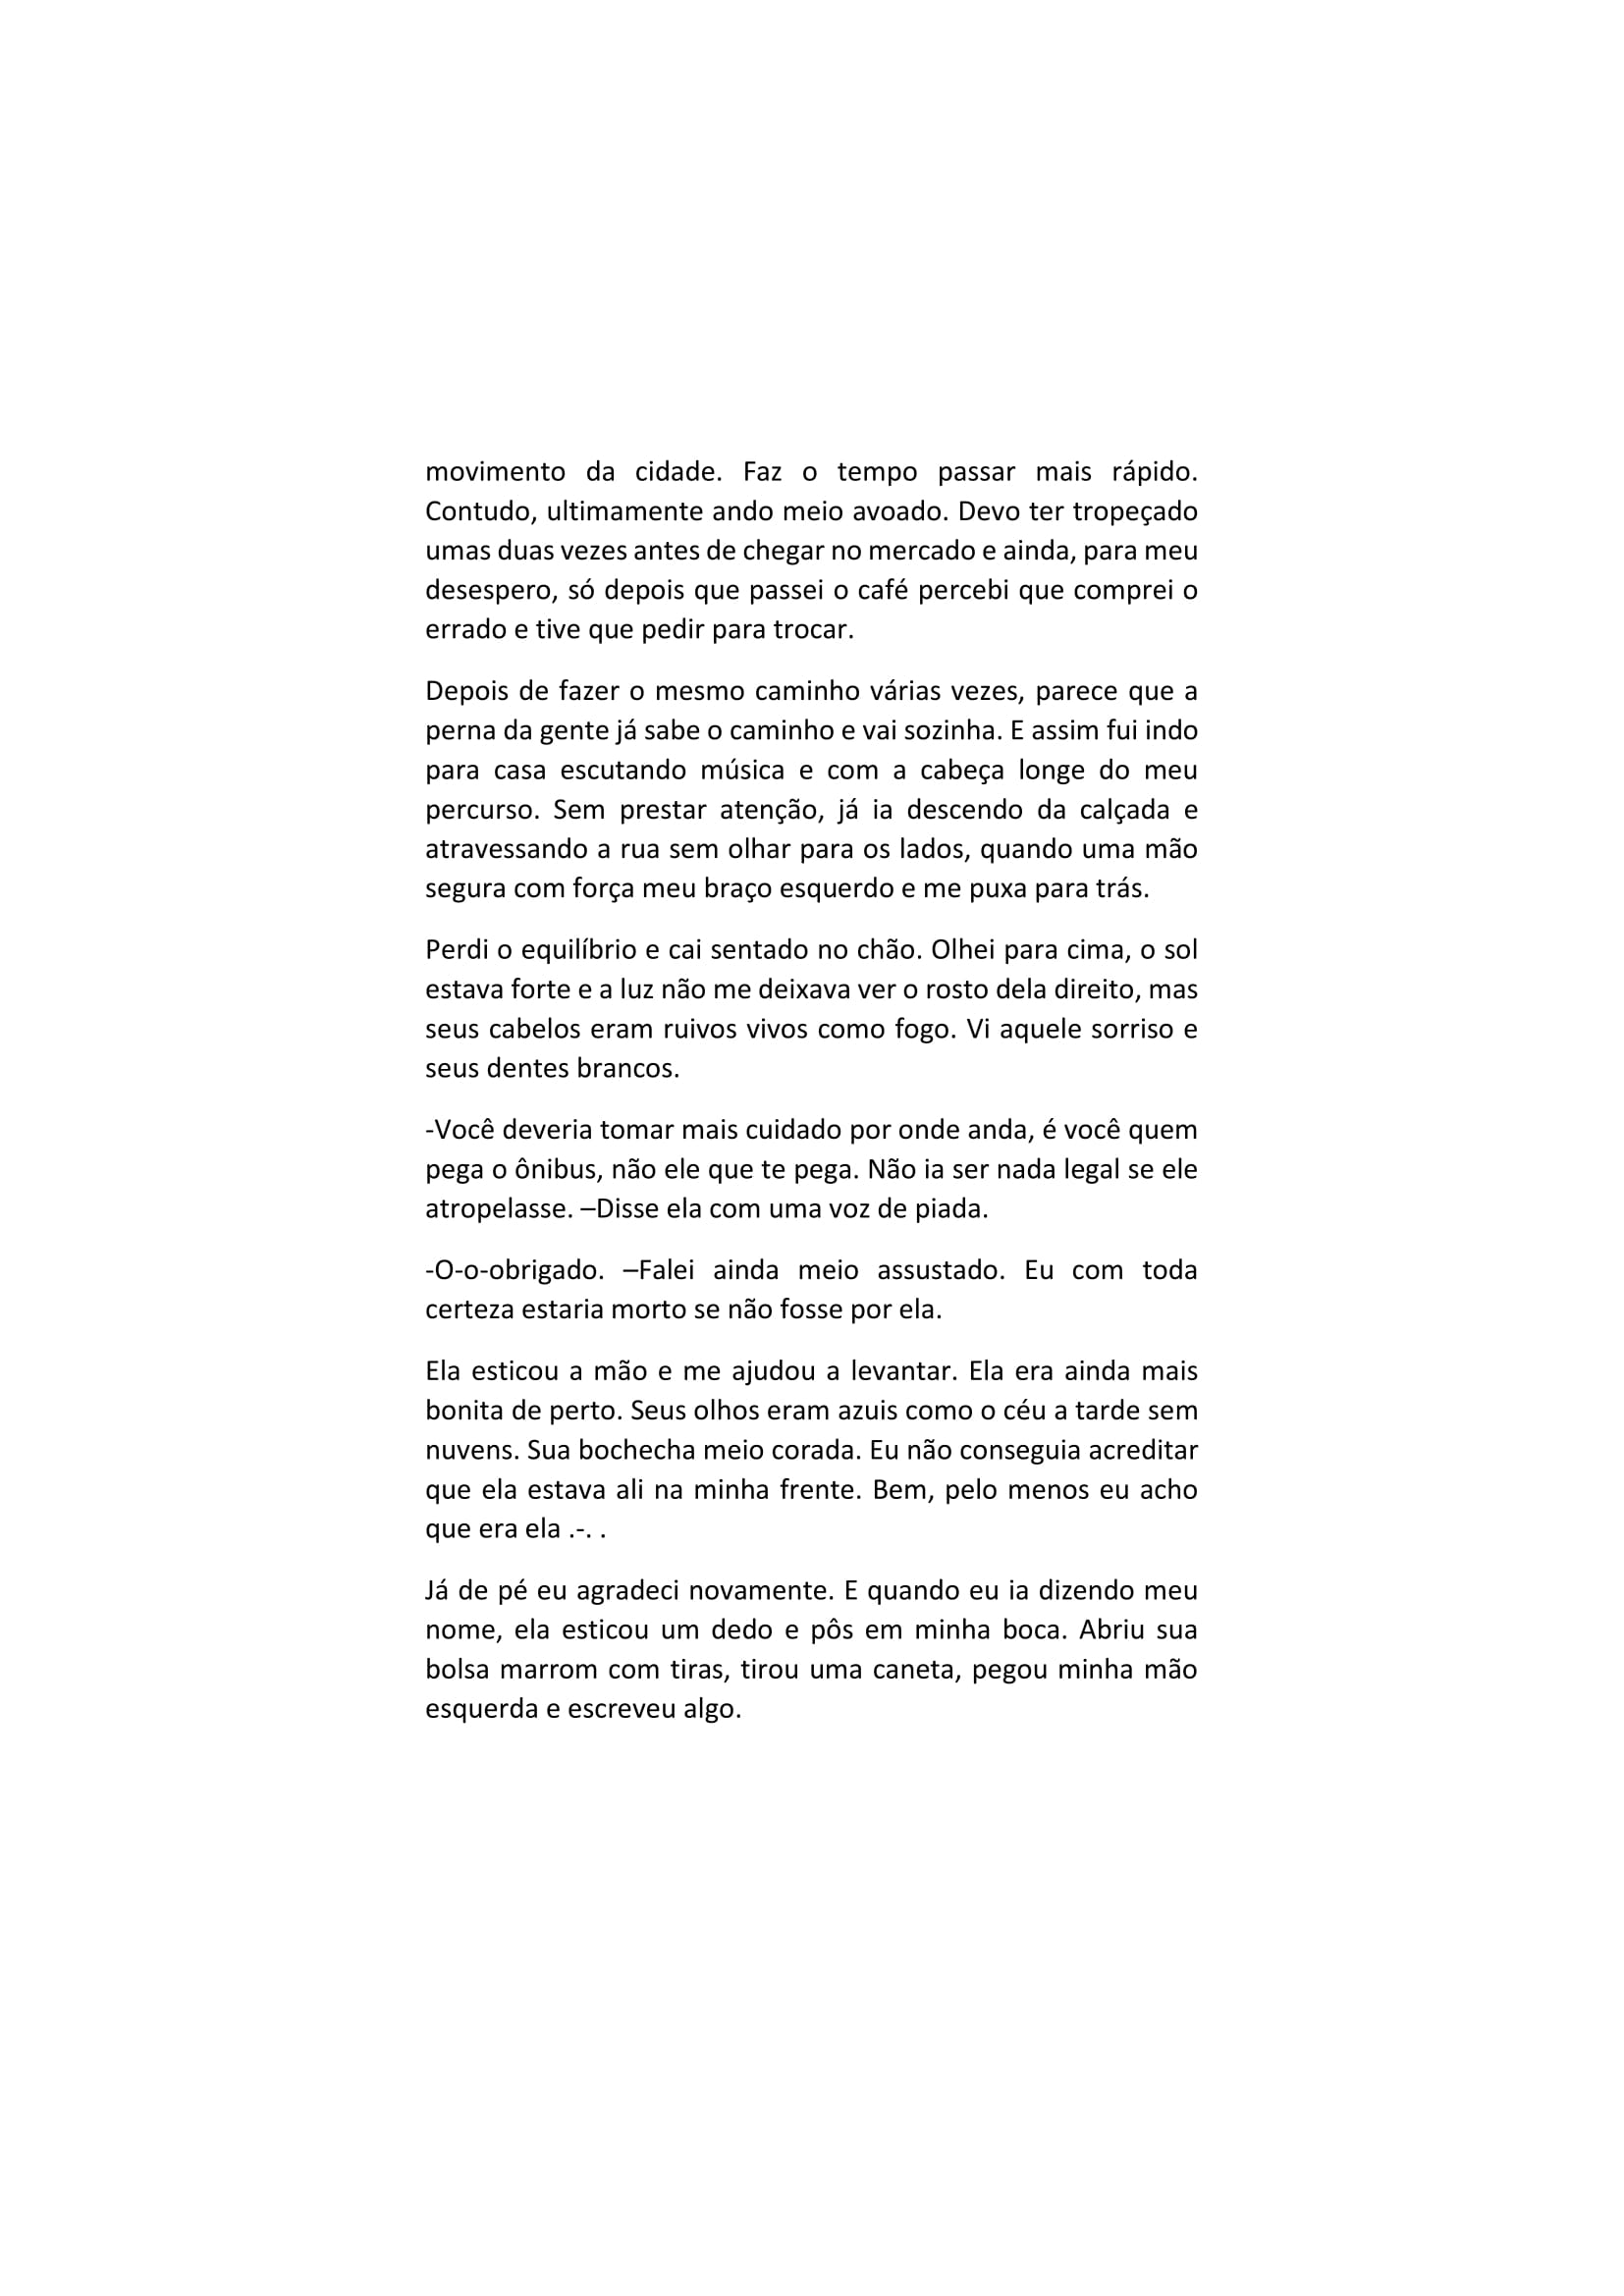 movimento da cidade. Faz o tempo passar mais rápido.
Contudo, ultimamente ando meio avoado. Devo ter tropeçado
umas duas vezes antes de chegar no mercado e ainda, para meu
desespero, só depois que passei o café percebi que comprei o
errado e tive que pedir para trocar.
Depois de fazer o mesmo caminho várias vezes, parece que a
perna da gente já sabe o caminho e vai sozinha. E assim fui indo
para casa escutando música e com a cabeça longe do meu
percurso. Sem prestar atenção, já ia descendo da calçada e
atravessando a rua sem olhar para os lados, quando uma mão
segura com força meu braço esquerdo e me puxa para trás.
Perdi o equilíbrio e cai sentado no chão. Olhei para cima, o sol
estava forte e a luz não me deixava ver o rosto dela direito, mas
seus cabelos eram ruivos vivos como fogo. Vi aquele sorriso e
seus dentes brancos.
-Você deveria tomar mais cuidado por onde anda, é você quem
pega o ônibus, não ele que te pega. Não ia ser nada legal se ele
atropelasse. –Disse ela com uma voz de piada.
-O-o-obrigado. –Falei ainda meio assustado. Eu com toda
certeza estaria morto se não fosse por ela.
Ela esticou a mão e me ajudou a levantar. Ela era ainda mais
bonita de perto. Seus olhos eram azuis como o céu a tarde sem
nuvens. Sua bochecha meio corada. Eu não conseguia acreditar
que ela estava ali na minha frente. Bem, pelo menos eu acho
que era ela .-. .
Já de pé eu agradeci novamente. E quando eu ia dizendo meu
nome, ela esticou um dedo e pôs em minha boca. Abriu sua
bolsa marrom com tiras, tirou uma caneta, pegou minha mão
esquerda e escreveu algo.